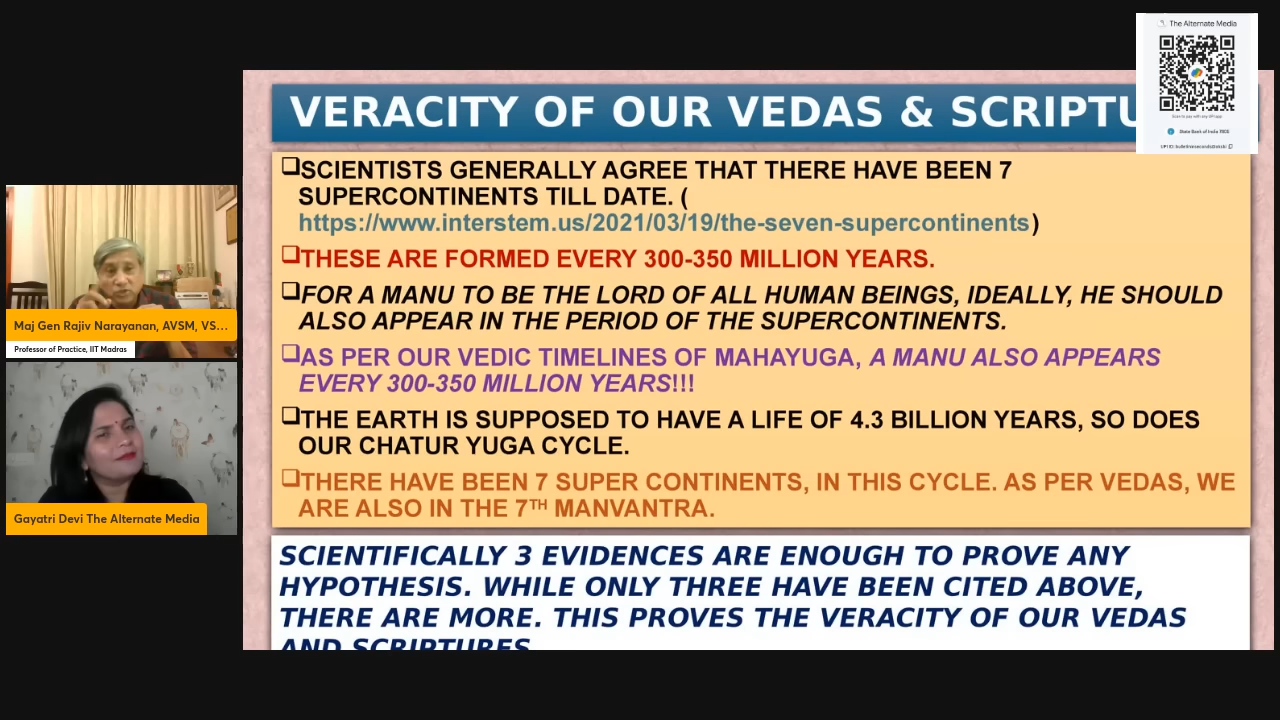 The Alternate Media
State Bank of India 1906
VERACITY OF OUR VEDAS & SCRIPTU
❑SCIENTISTS GENERALLY AGREE THAT THERE HAVE BEEN 7
SUPERCONTINENTS TILL DATE. (
https://www.interstem.us/2021/03/19/the-seven-supercontinents)
❑THESE ARE FORMED EVERY 300-350 MILLION YEARS.
❑FOR A MANU TO BE THE LORD OF ALL HUMAN BEINGS, IDEALLY, HE SHOULD
ALSO APPEAR IN THE PERIOD OF THE SUPERCONTINENTS.
❑AS PER OUR VEDIC TIMELINES OF MAHAYUGA, A MANU ALSO APPEARS
EVERY 300-350 MILLION YEARS!!!
❑THE EARTH IS SUPPOSED TO HAVE A LIFE OF 4.3 BILLION YEARS, SO DOES
OUR CHATUR YUGA CYCLE.
❑THERE HAVE BEEN 7 SUPER CONTINENTS, IN THIS CYCLE. AS PER VEDAS, WE
ARE ALSO IN THE 7TH MANVANTRA.
SCIENTIFICALLY 3 EVIDENCES ARE ENOUGH TO PROVE ANY
HYPOTHESIS. WHILE ONLY THREE HAVE BEEN CITED ABOVE,
THERE ARE MORE. THIS PROVES THE VERACITY OF OUR VEDAS
AND SCRIPTURES
Maj Gen Rajiv Narayanan, AVSM, VS...
Professor of Practice, IIT Madras
Gayatri Devi The Alternate Media